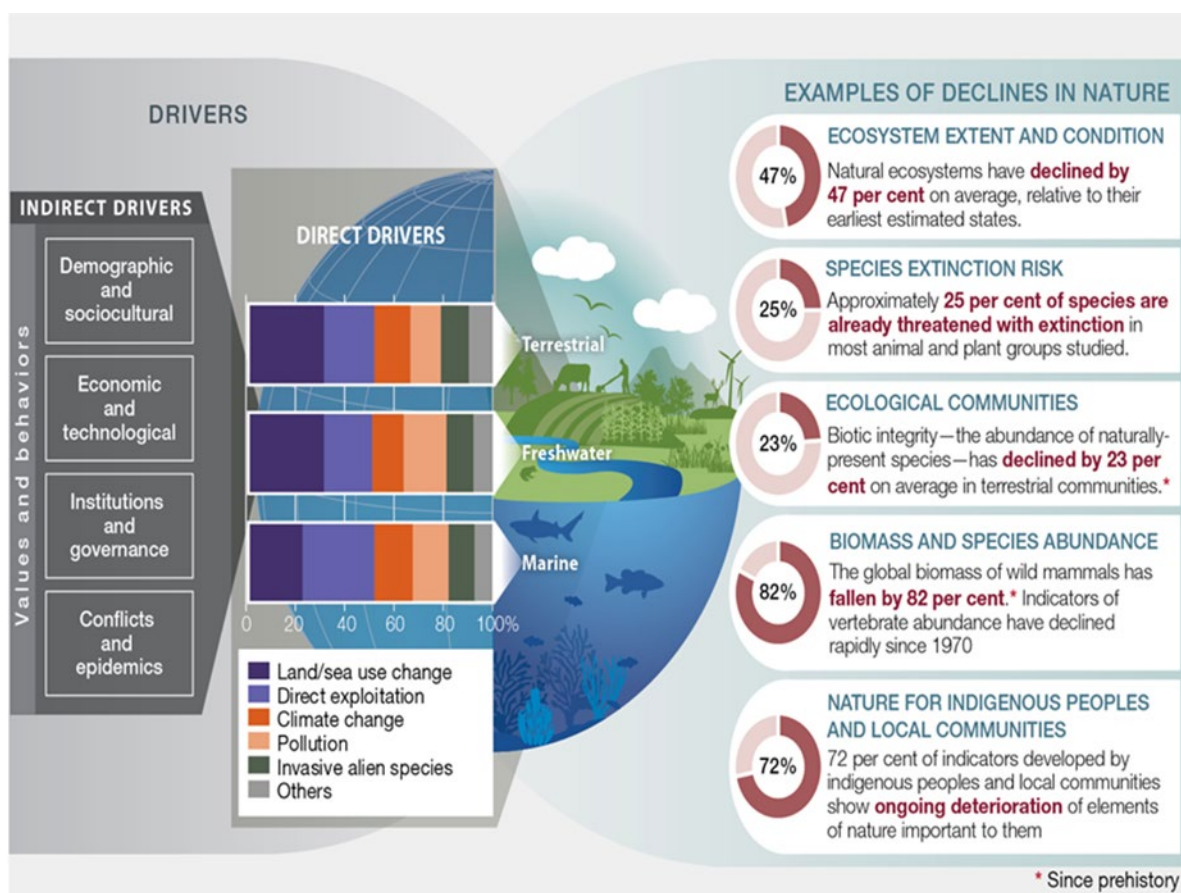 DRIVERS
INDIRECT DRIVERS
Values and behaviors
Demographic
and
sociocultural
Economic
and
technological
Institutions
and
governance
Conflicts
and
epidemics
DIRECT DRIVERS
0 20 40 60 80 100%
Terrestrial
Freshwater
Marine
0 20 40 60 80 100%
Land/sea use change
Direct exploitation
Climate change
Pollution
Invasive alien species
Others
EXAMPLES OF DECLINES IN NATURE
47%
ECOSYSTEM EXTENT AND CONDITION
Natural ecosystems have declined by
47 per cent on average, relative to their
earliest estimated states.
25%
SPECIES EXTINCTION RISK
Approximately 25 per cent of species are
already threatened with extinction in
most animal and plant groups studied.
23%
ECOLOGICAL COMMUNITIES
Biotic integrity—the abundance of naturally-
present species—has declined by 23 per
cent on average in terrestrial communities.*
82%
BIOMASS AND SPECIES ABUNDANCE
The global biomass of wild mammals has
fallen by 82 per cent.* Indicators of
vertebrate abundance have declined
rapidly since 1970
72%
NATURE FOR INDIGENOUS PEOPLES
AND LOCAL COMMUNITIES
72 per cent of indicators developed by
indigenous peoples and local communities
show ongoing deterioration of elements
of nature important to them
* Since prehistory